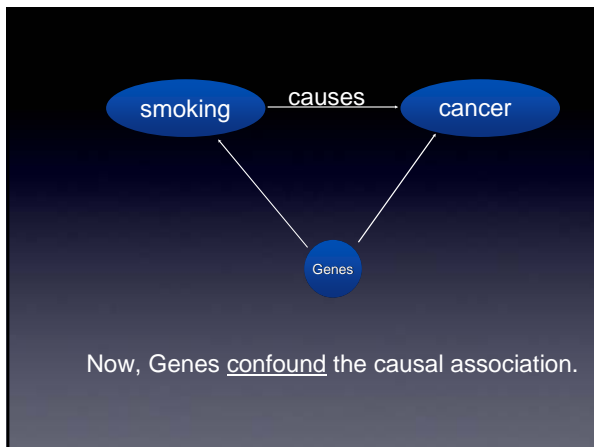 smoking
causes
cancer
Genes
Now, Genes confound the causal association.